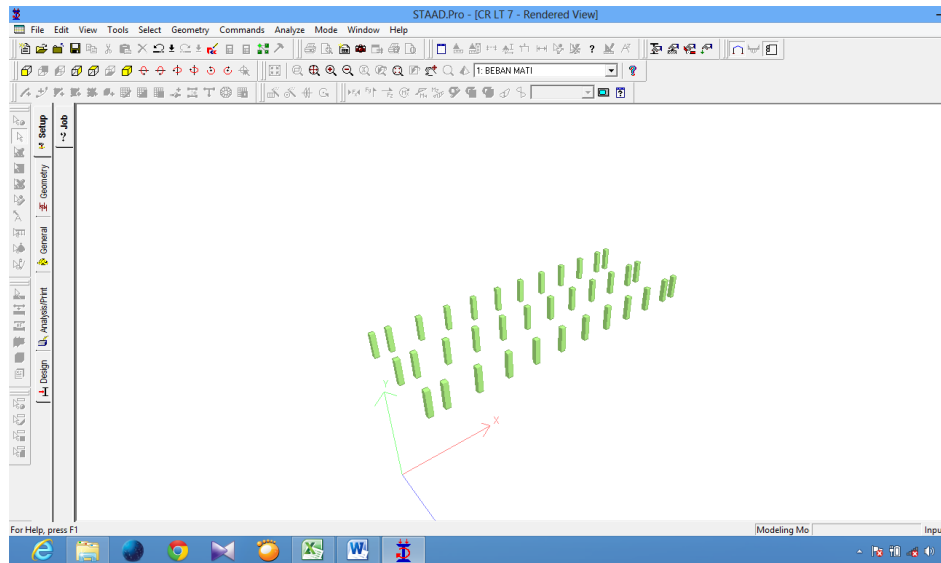 STAAD.Pro - [CR LT 7 - Rendered View]
File Edit View Tools Select Geometry Commands Analyze Mode Window Help
1: BEBAN MATI
Setup
Job
Geometry
General
Analysis/Print
Design
Y
X
For Help, press F1
Modeling Mo
Inpu